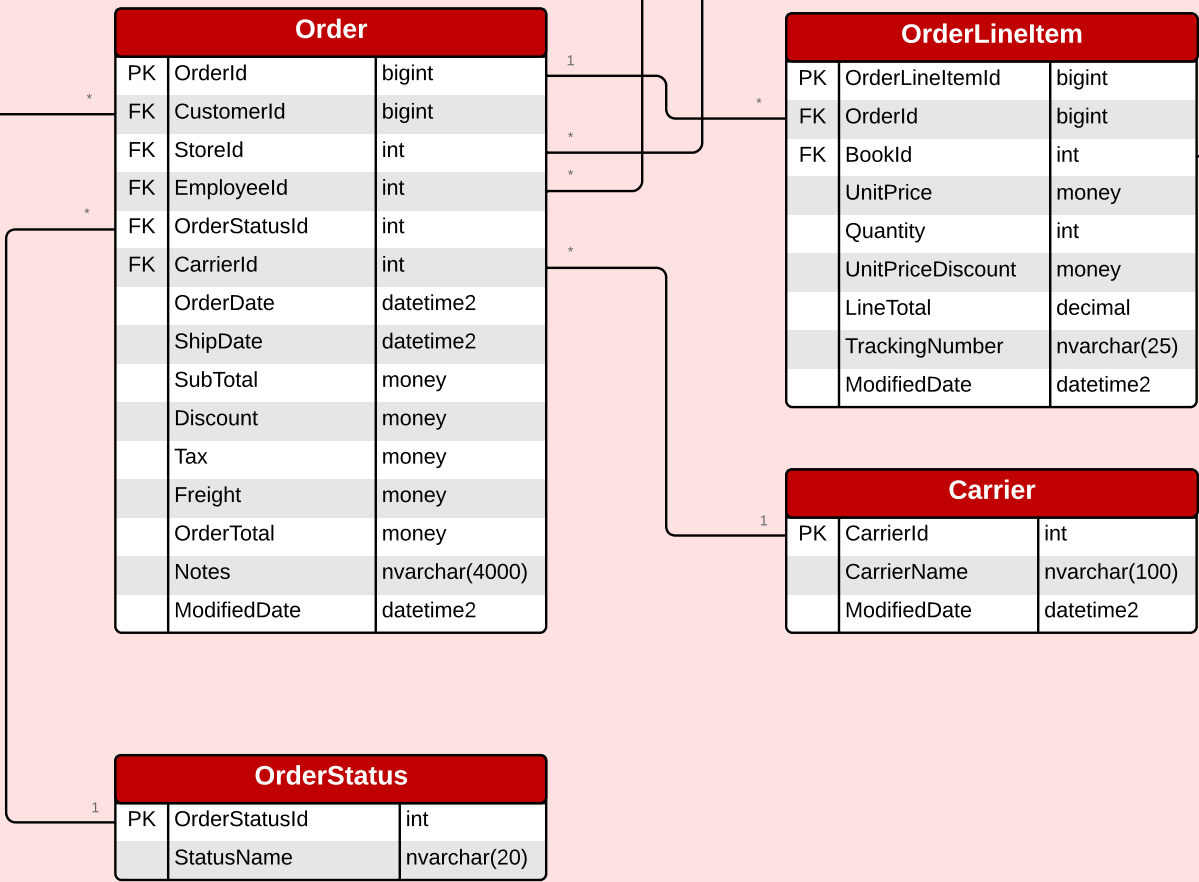 Order
PK OrderId bigint
FK CustomerId bigint
FK StoreId int
FK EmployeeId int
FK OrderStatusId int
FK CarrierId int
OrderDate datetime2
ShipDate datetime2
SubTotal money
Discount money
Tax money
Freight money
OrderTotal money
Notes nvarchar(4000)
ModifiedDate datetime2
*
*
1
*
*
*
*
1
1
OrderLineItem
PK OrderLineItemId bigint
FK OrderId bigint
FK BookId int
UnitPrice money
Quantity int
UnitPriceDiscount money
LineTotal decimal
TrackingNumber nvarchar(25)
ModifiedDate datetime2
Carrier
PK CarrierId int
CarrierName nvarchar(100)
ModifiedDate datetime2
OrderStatus
PK OrderStatusId int
StatusName nvarchar(20)